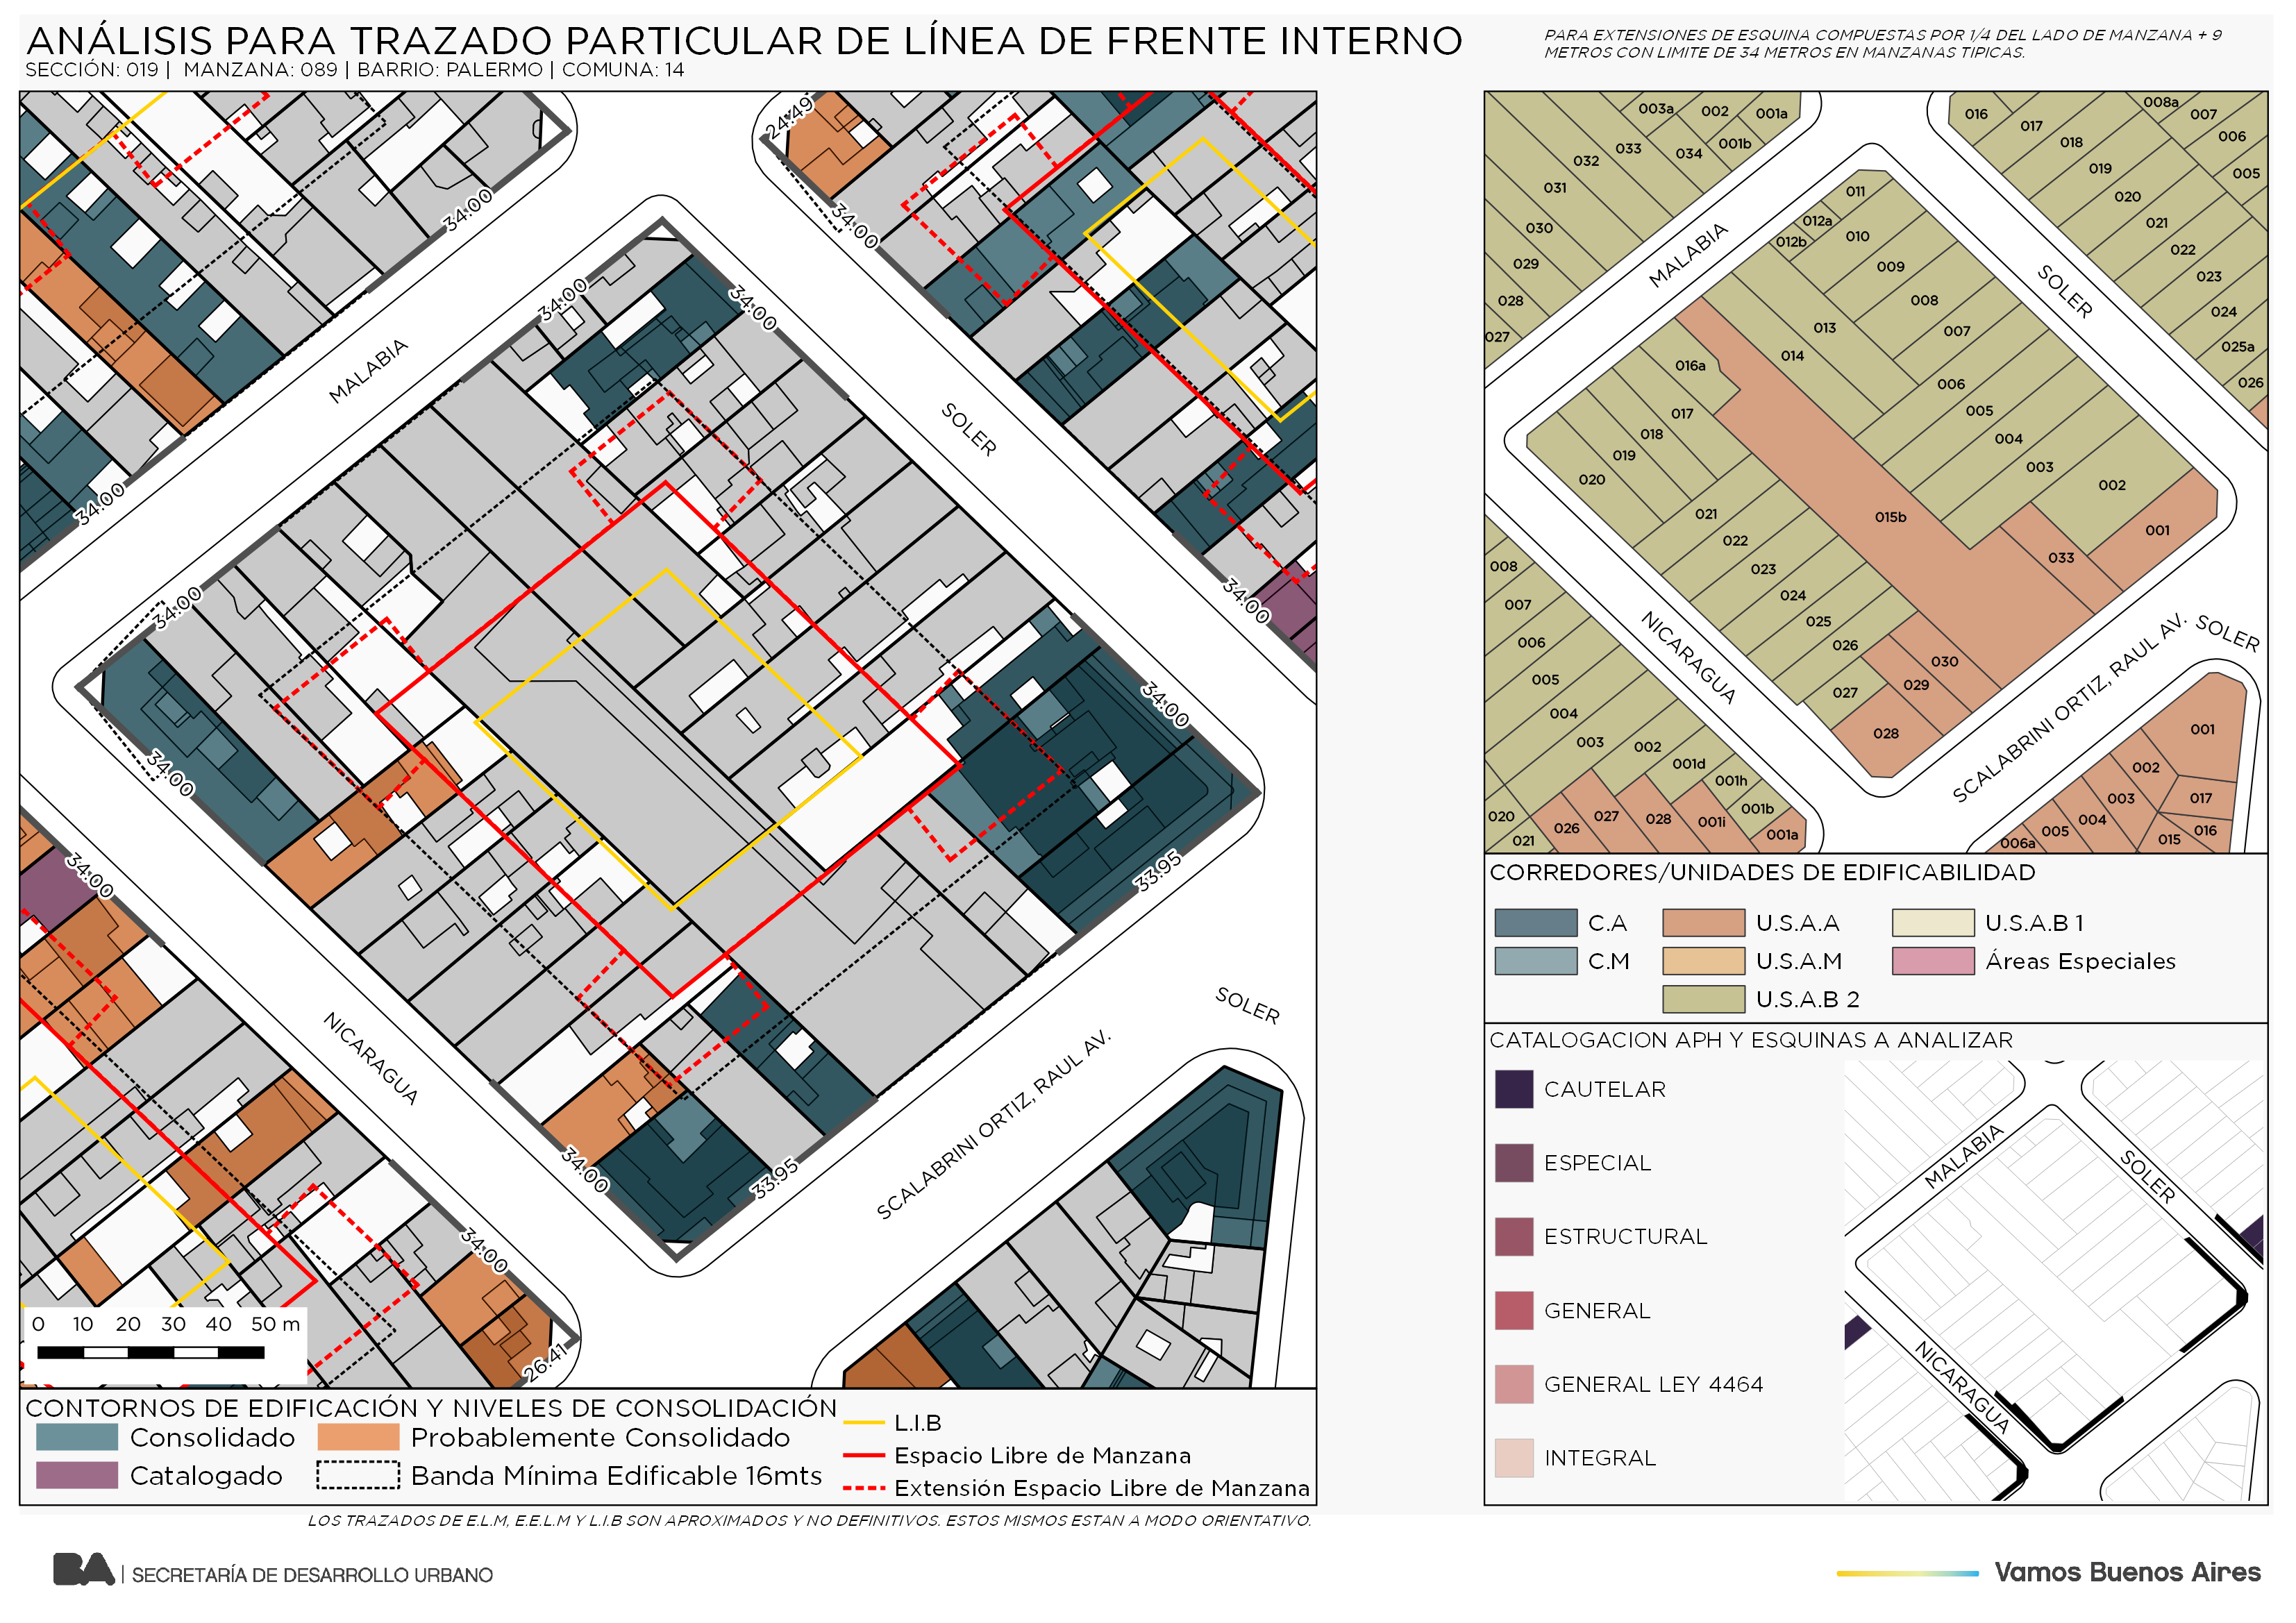 ANÁLISIS PARA TRAZADO PARTICULAR DE LÍNEA DE FRENTE INTERNO
SECCIÓN: 019 | MANZANA: 089 | BARRIO: PALERMO | COMUNA: 14
PARA EXTENSIONES DE ESQUINA COMPUESTAS POR 1/4 DEL LADO DE MANZANA + 9
METROS CON LIMITE DE 34 METROS EN MANZANAS TIPICAS.
24.49
34.00
34.00
34.00
34.00
MALABIA
SOLER
34.00
34.00
34.00
34.00
34.00
34.00
33.95
NICARAGUA
SOLER
SCALABRINI ORTIZ, RAUL AV.
34.00
33.95
34.00
26.41
0 10 20 30 40 50 m
CONTORNOS DE EDIFICACIÓN Y NIVELES DE CONSOLIDACIÓN
Consolidado
Probablemente Consolidado
Catalogado
Banda Mínima Edificable 16mts
L.I.B
Espacio Libre de Manzana
Extensión Espacio Libre de Manzana
LOS TRAZADOS DE E.L.M, E.E.L.M Y L.I.B SON APROXIMADOS Y NO DEFINITIVOS. ESTOS MISMOS ESTAN A MODO ORIENTATIVO.
003a
002
001a
001b
034
033
032
031
030
029
028
027
016
017
018
019
020
021
022
023
024
025a
026
008a
007
006
005
MALABIA
SOLER
011
012a
012b
010
009
008
007
013
014
006
005
004
003
002
001
033
015b
016a
017
018
019
020
021
022
023
024
025
026
027
028
029
030
NICARAGUA
SCALABRINI ORTIZ, RAUL AV.
SOLER
008
007
006
005
004
003
002
001d
001h
001b
001a
001i
028
027
026
020
021
001
002
003
004
005
006a
017
016
015
CORREDORES/UNIDADES DE EDIFICABILIDAD
C.A
U.S.A.A
U.S.A.B 1
C.M
U.S.A.M
Áreas Especiales
U.S.A.B 2
CATALOGACION APH Y ESQUINAS A ANALIZAR
CAUTELAR
ESPECIAL
ESTRUCTURAL
GENERAL
GENERAL LEY 4464
INTEGRAL
MALABIA
SOLER
NICARAGUA
BA | SECRETARÍA DE DESARROLLO URBANO
Vamos Buenos Aires